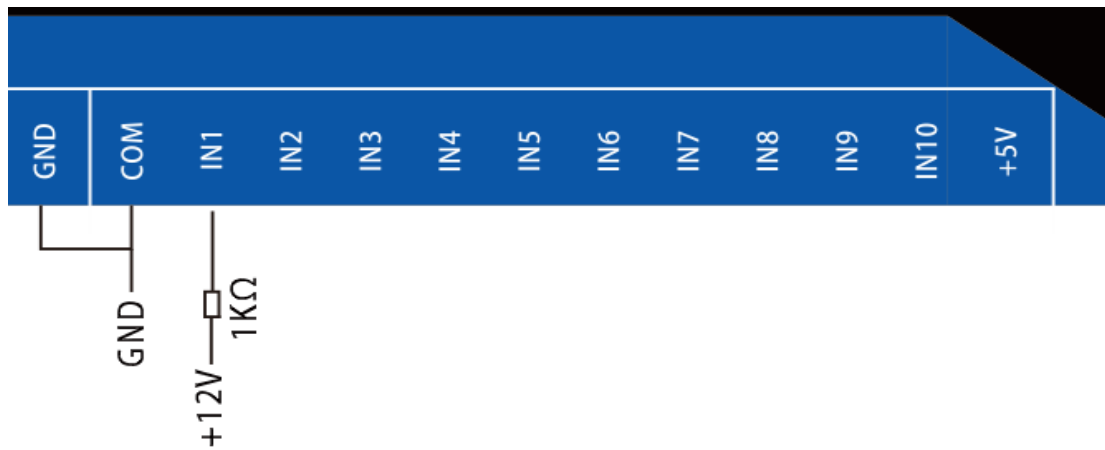 GND
COM
IN1
IN2
IN3
IN4
IN5
IN6
IN7
IN8
IN9
IN10
+5V
GND
+12V
1KΩ